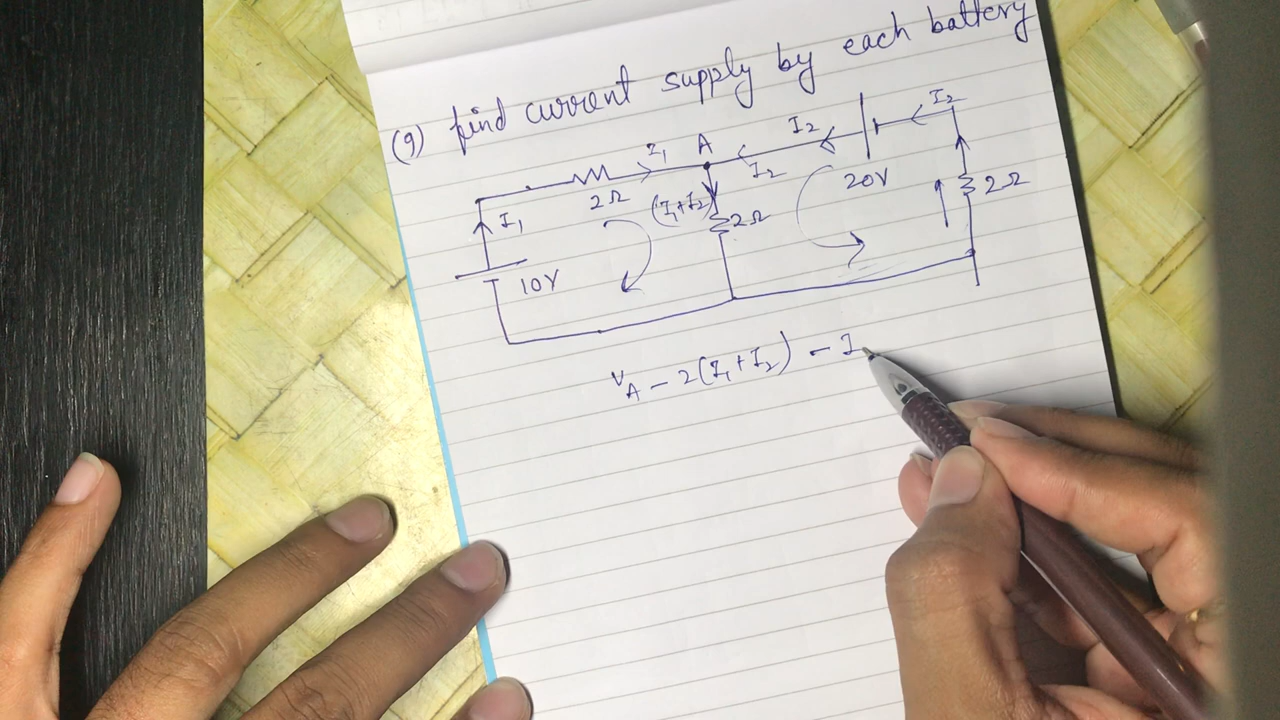 (9) find current supply by each battery
I₂
I₂
I₁ A I₂
2Ω 20V 2Ω
I₁ (I₁+I₂) 2Ω
10V
V_A - 2(I₁+I₂) - I